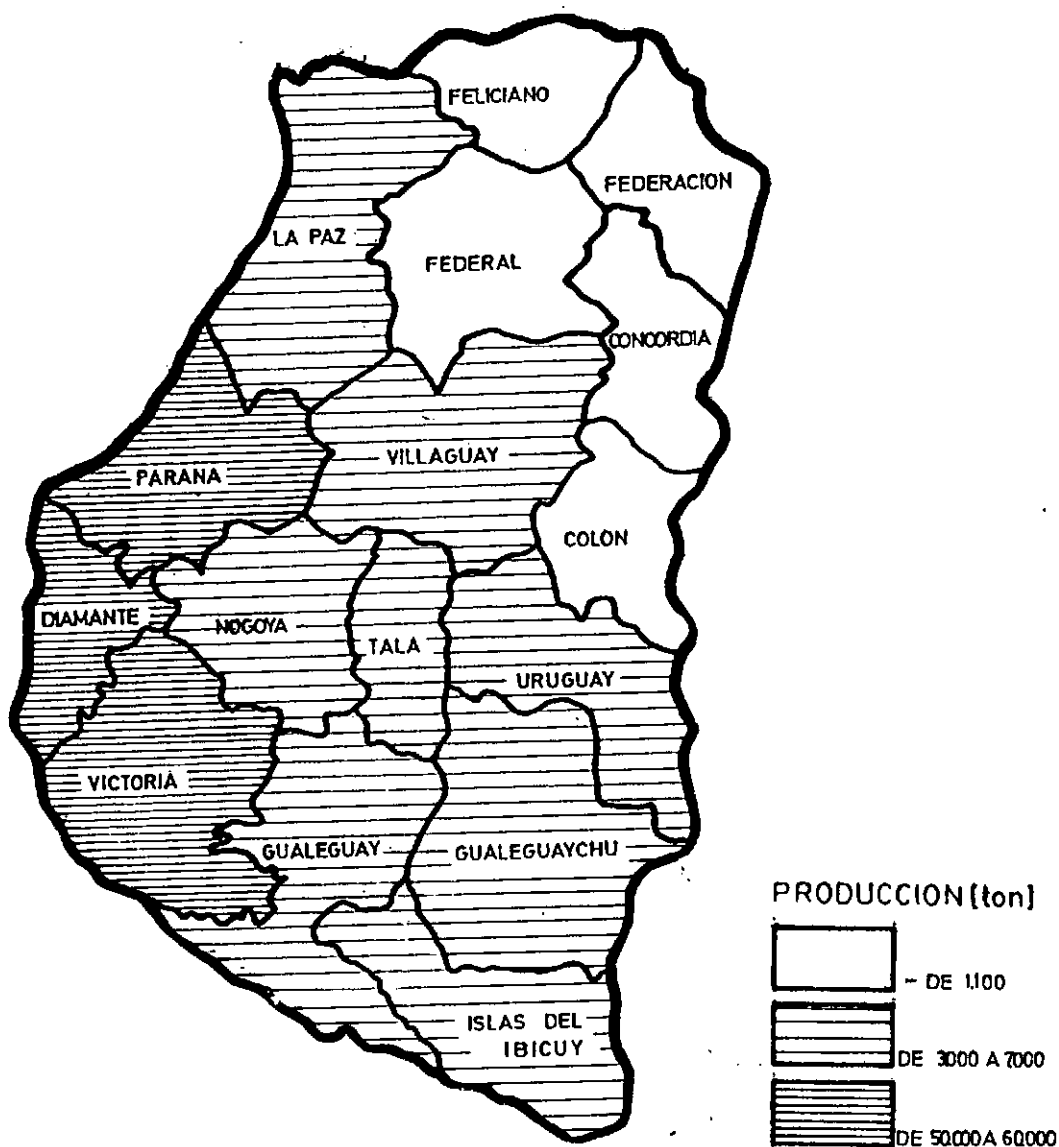 FELICIANO
FEDERACION
LA PAZ
FEDERAL
CONCORDIA
VILLAGUAY
PARANA
COLON
DIAMANTE
NOGOYA
TALA
URUGUAY
VICTORIA
GUALEGUAY
GUALEGUAYCHU
ISLAS DEL
IBICUY
PRODUCCION [ton]
- DE 1.100
DE 3000 A 7000
DE 50.000 A 60.000